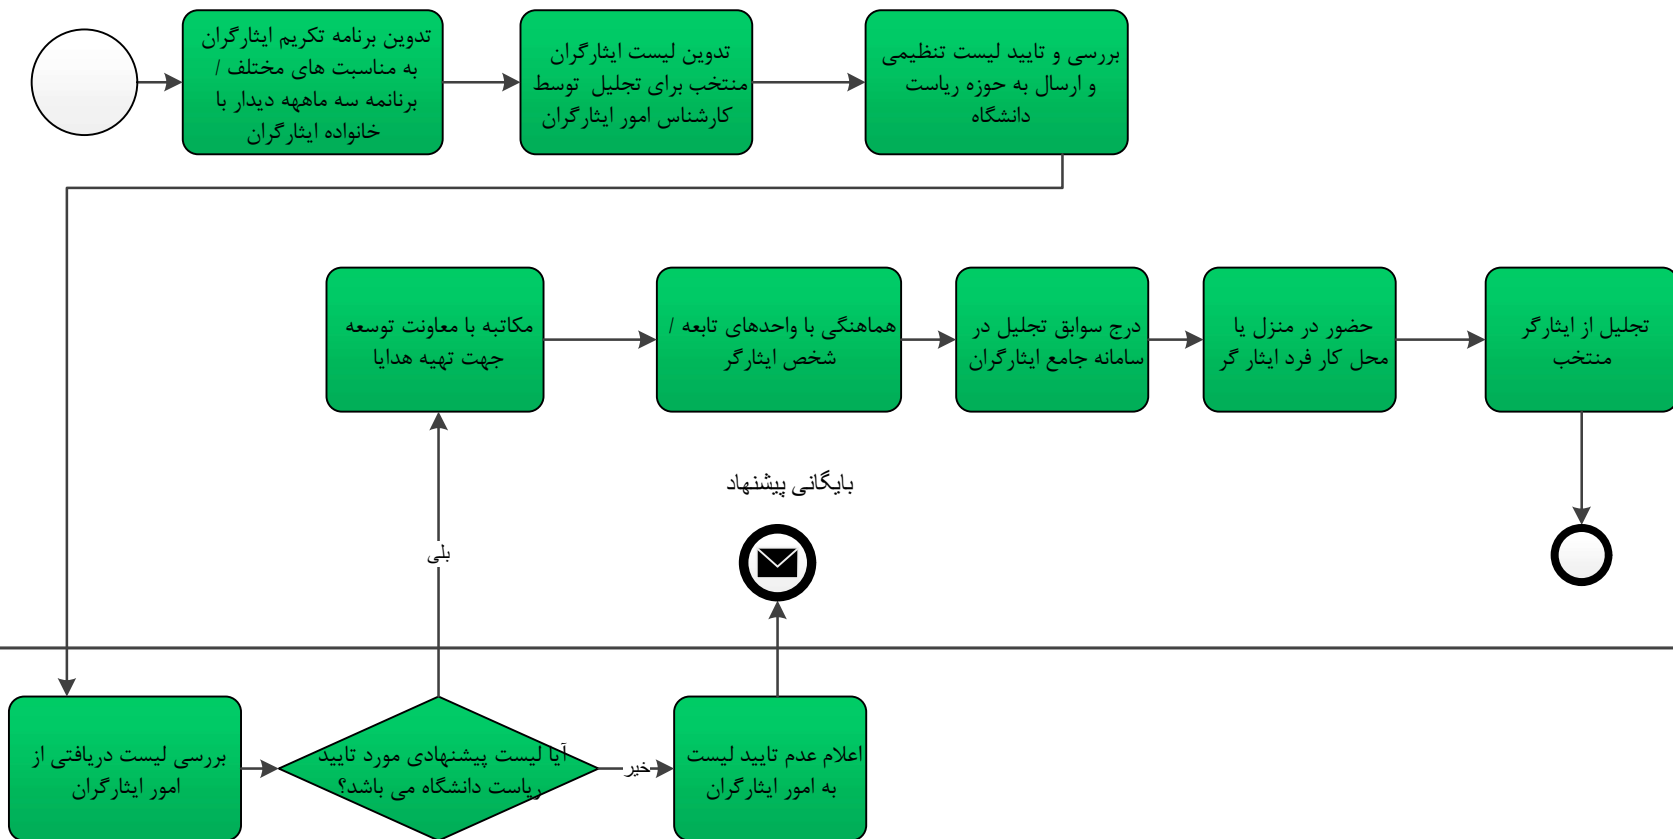 تدوین برنامه تکریم ایثارگران
به مناسبت های مختلف /
برنانمه سه ماههه دیدار با
خانواده ایثارگران
تدوین لیست ایثارگران
منتخب برای تجلیل توسط
کارشناس امور ایثارگران
بررسی و تایید لیست تنظیمی
و ارسال به حوزه ریاست
دانشگاه
مکاتبه با معاونت توسعه
جهت تهیه هدایا
هماهنگی با واحدهای تابعه /
شخص ایثارگر
درج سوابق تجلیل در
سامانه جامع ایثارگران
حضور در منزل یا
محل کار فرد ایثار گر
تجلیل از ایثارگر
منتخب
بایگانی پیشنهاد
بلی
بررسی لیست دریافتی از
امور ایثارگران
آیا لیست پیشنهادی مورد تایید
ریاست دانشگاه می باشد؟
خیر
اعلام عدم تایید لیست
به امور ایثارگران